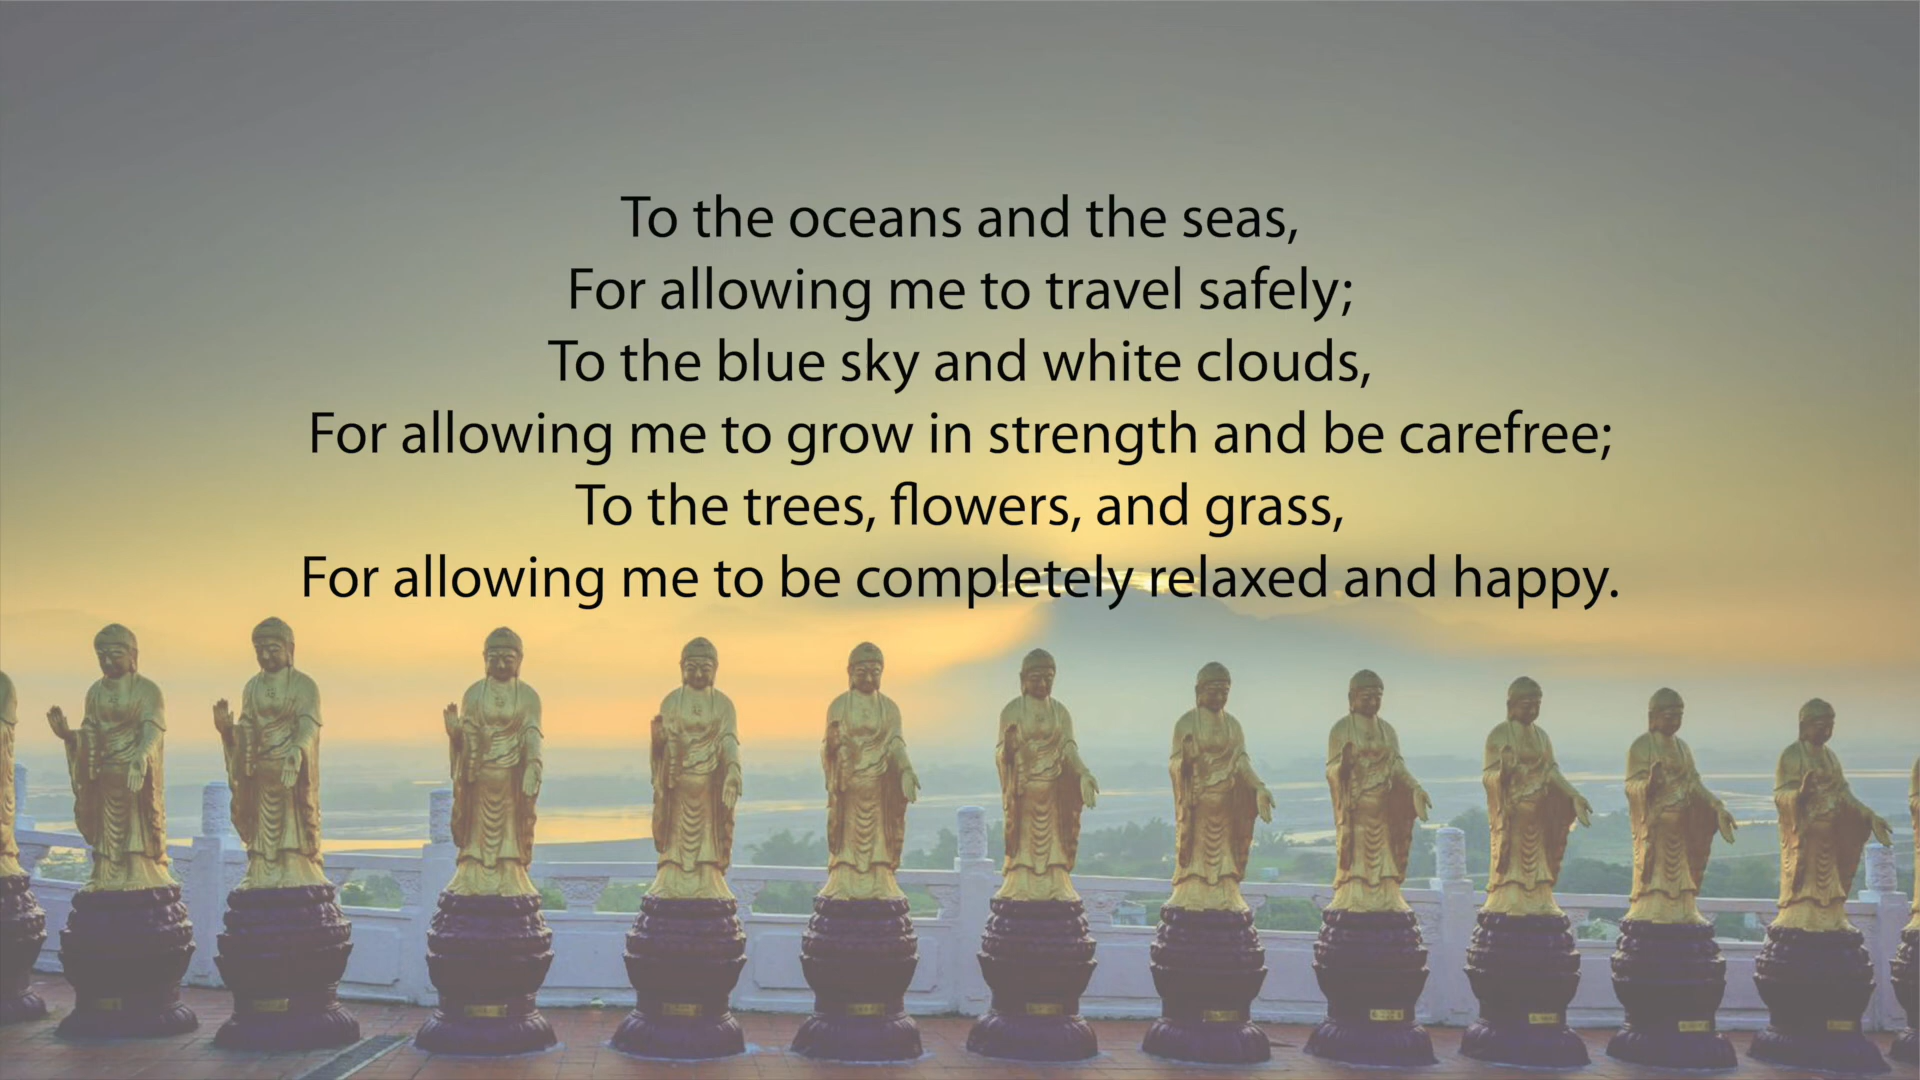 To the oceans and the seas,
For allowing me to travel safely;
To the blue sky and white clouds,
For allowing me to grow in strength and be carefree;
To the trees, flowers, and grass,
For allowing me to be completely relaxed and happy.